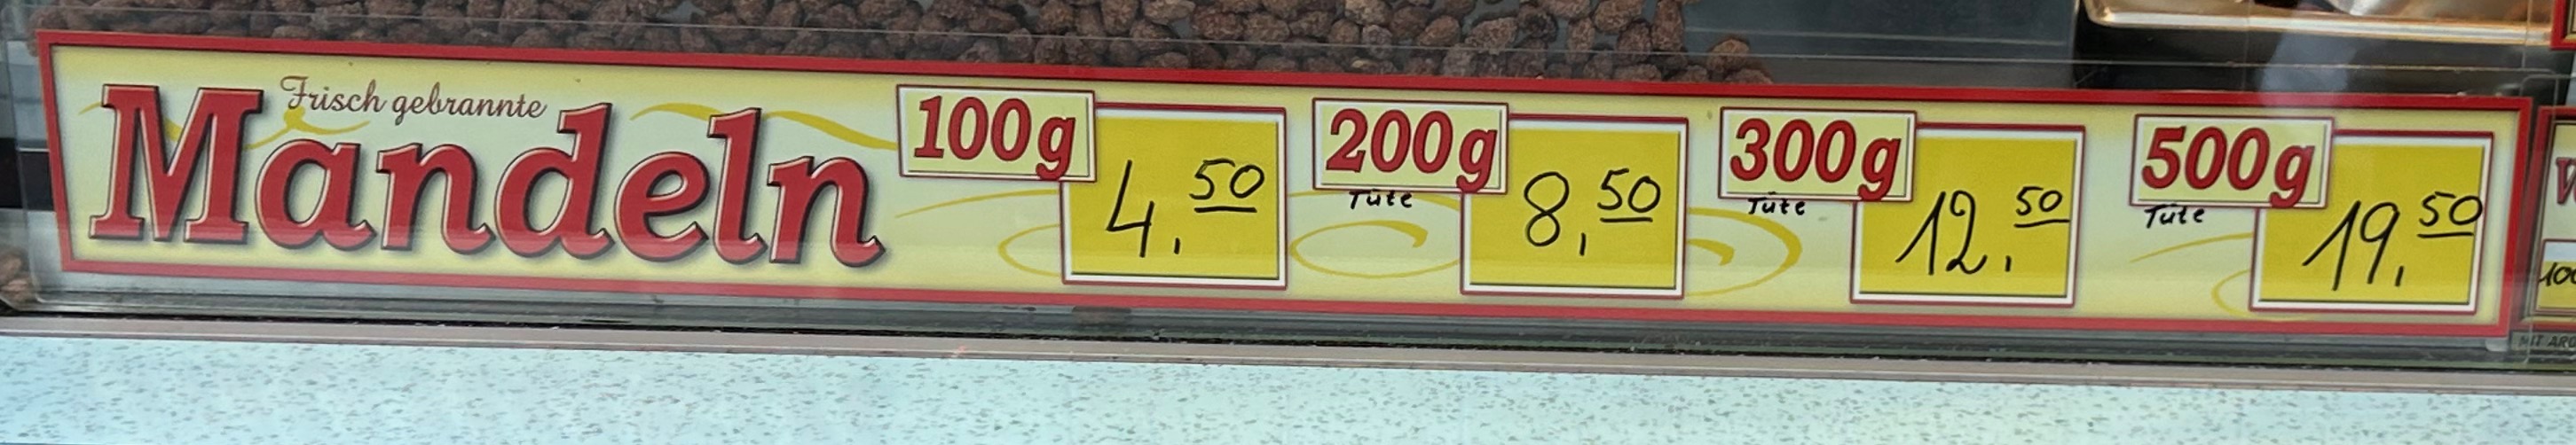 Frisch gebrannte
Mandeln
100g
4,50
200g
Tüte
8,50
300g
Tüte
12,50
500g
Tüte
19,50